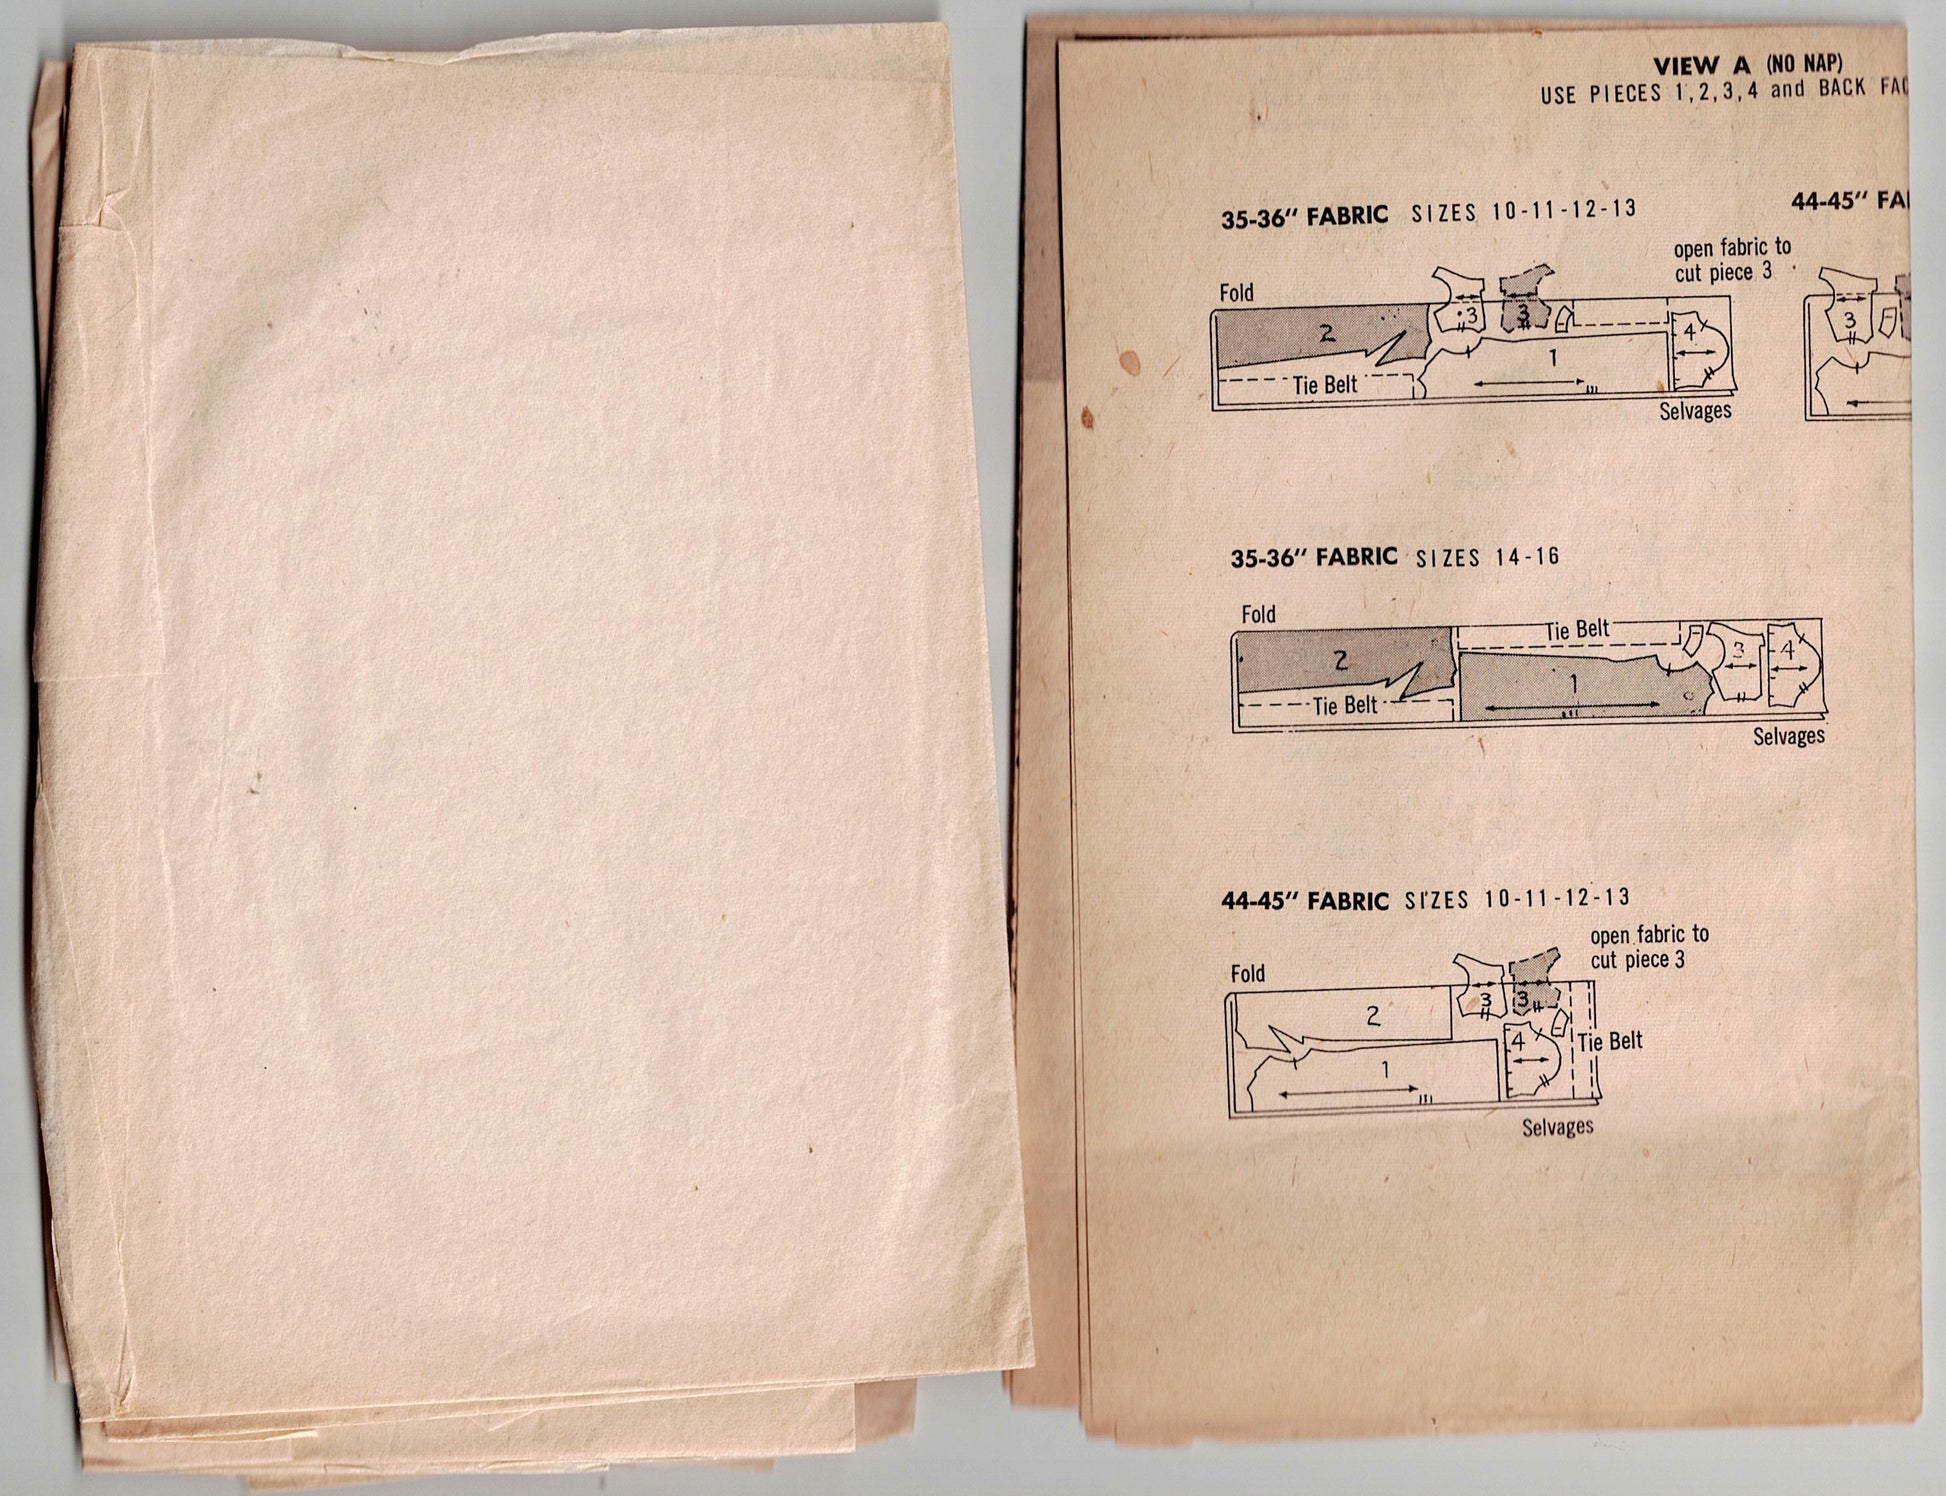 VIEW A (NO NAP)
USE PIECES 1,2,3,4 and BACK
35-36" FABRIC SIZES 10-11-12-13
44-45"
open fabric to
cut piece 3
Fold
3
3
3
2
4
1
Tie Belt
Selvages
35-36" FABRIC SIZES 14-16
Fold
Tie Belt
2
3
4
1
Tie Belt
Selvages
44-45" FABRIC SIZES 10-11-12-13
open fabric to
cut piece 3
Fold
3
3
2
4
Tie Belt
1
Selvages